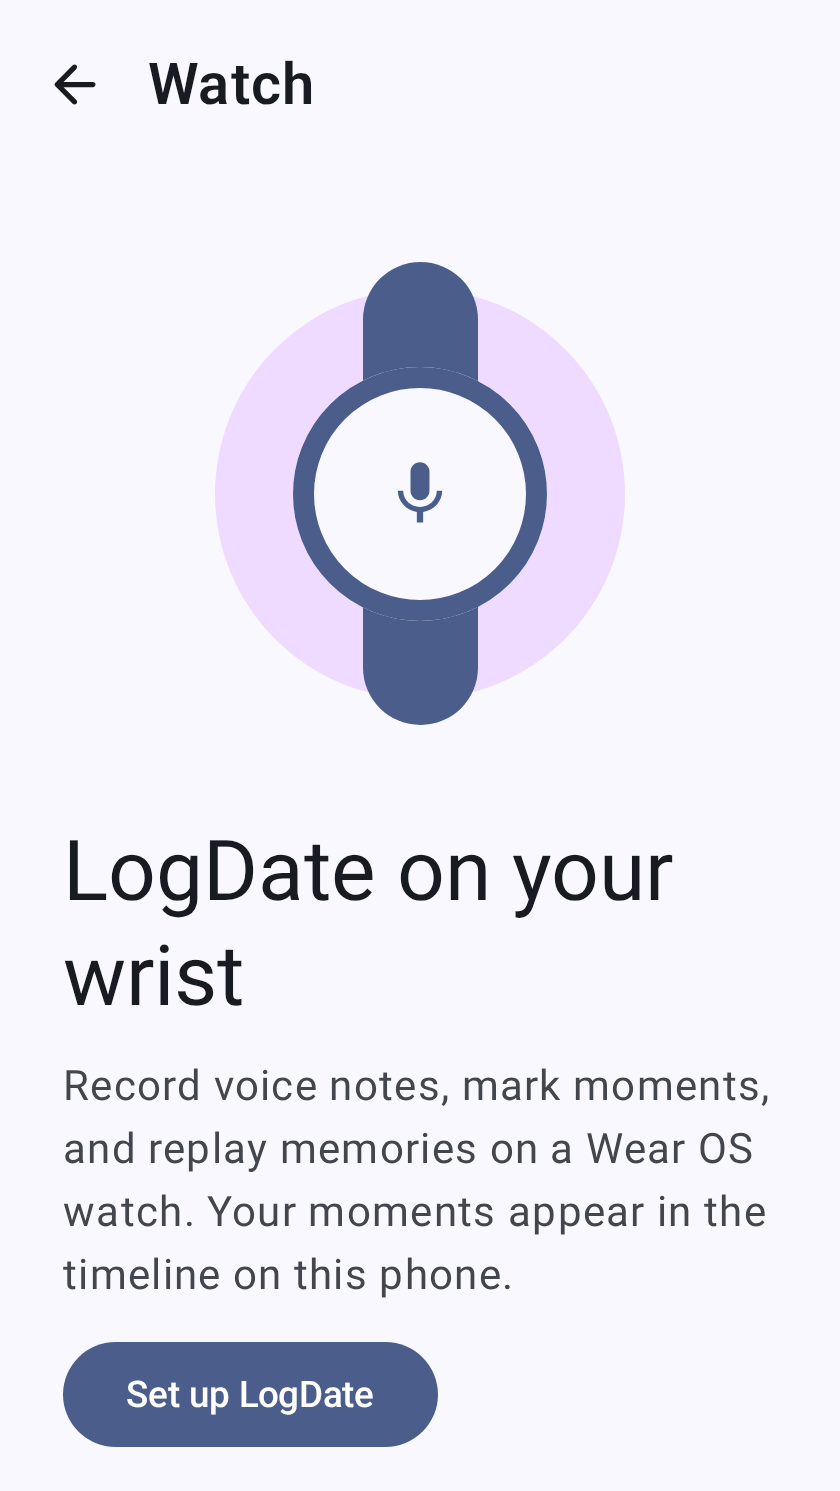 Watch
LogDate on your
wrist
Record voice notes, mark moments,
and replay memories on a Wear OS
watch. Your moments appear in the
timeline on this phone.
Set up LogDate